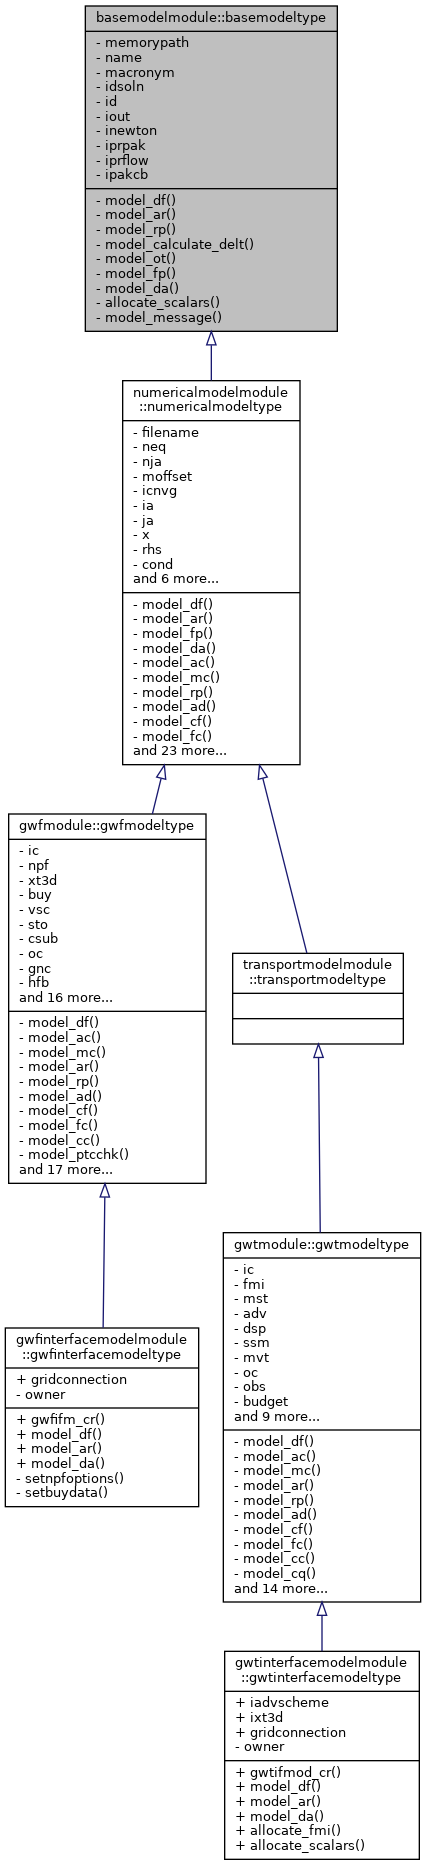 basemodelmodule::basemodeltype
- memorypath
- name
- macronym
- idsoln
- id
- iout
- inewton
- iprpak
- iprflow
- ipakcb
- model_df()
- model_ar()
- model_rp()
- model_calculate_delt()
- model_ot()
- model_fp()
- model_da()
- allocate_scalars()
- model_message()
numericalmodelmodule
::numericalmodeltype
- filename
- neq
- nja
- moffset
- icnvg
- ia
- ja
- x
- rhs
- cond
and 6 more...
- model_df()
- model_ar()
- model_fp()
- model_da()
- model_ac()
- model_mc()
- model_rp()
- model_ad()
- model_cf()
- model_fc()
and 23 more...
gwfmodule::gwfmodeltype
- ic
- npf
- xt3d
- buy
- vsc
- sto
- csub
- oc
- gnc
- hfb
and 16 more...
- model_df()
- model_ac()
- model_mc()
- model_ar()
- model_rp()
- model_ad()
- model_cf()
- model_fc()
- model_cc()
- model_ptcchk()
and 17 more...
transportmodelmodule
::transportmodeltype
gwtmodule::gwtmodeltype
- ic
- fmi
- mst
- adv
- dsp
- ssm
- mvt
- oc
- obs
- budget
and 9 more...
- model_df()
- model_ac()
- model_mc()
- model_ar()
- model_rp()
- model_ad()
- model_cf()
- model_fc()
- model_cc()
- model_cq()
and 14 more...
gwfinterfacemodelmodule
::gwfinterfacemodeltype
+ gridconnection
- owner
+ gwfifm_cr()
+ model_df()
+ model_ar()
+ model_da()
- setnpfoptions()
- setbuydata()
gwtinterfacemodelmodule
::gwtinterfacemodeltype
+ iadvscheme
+ ixt3d
+ gridconnection
- owner
+ gwtifmod_cr()
+ model_df()
+ model_ar()
+ model_da()
+ allocate_fmi()
+ allocate_scalars()